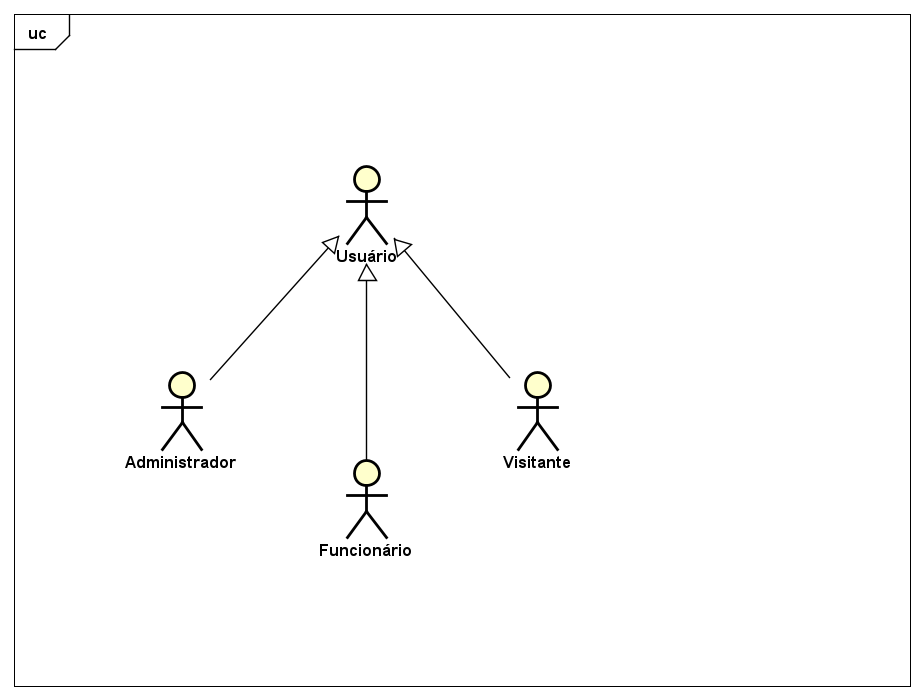 uc
Usuário
Administrador
Visitante
Funcionário